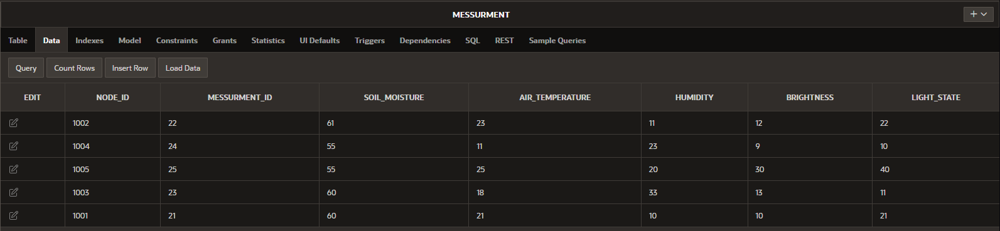 MESSURMENT
Table Data Indexes Model Constraints Grants Statistics UI Defaults Triggers Dependencies SQL REST Sample Queries
Query Count Rows Insert Row Load Data
EDIT NODE_ID MESSURMENT_ID SOIL_MOISTURE AIR_TEMPERATURE HUMIDITY BRIGHTNESS LIGHT_STATE
1002 22 61 23 11 12 22
1004 24 55 11 23 9 10
1005 25 55 25 20 30 40
1003 23 60 18 33 13 11
1001 21 60 21 10 10 21